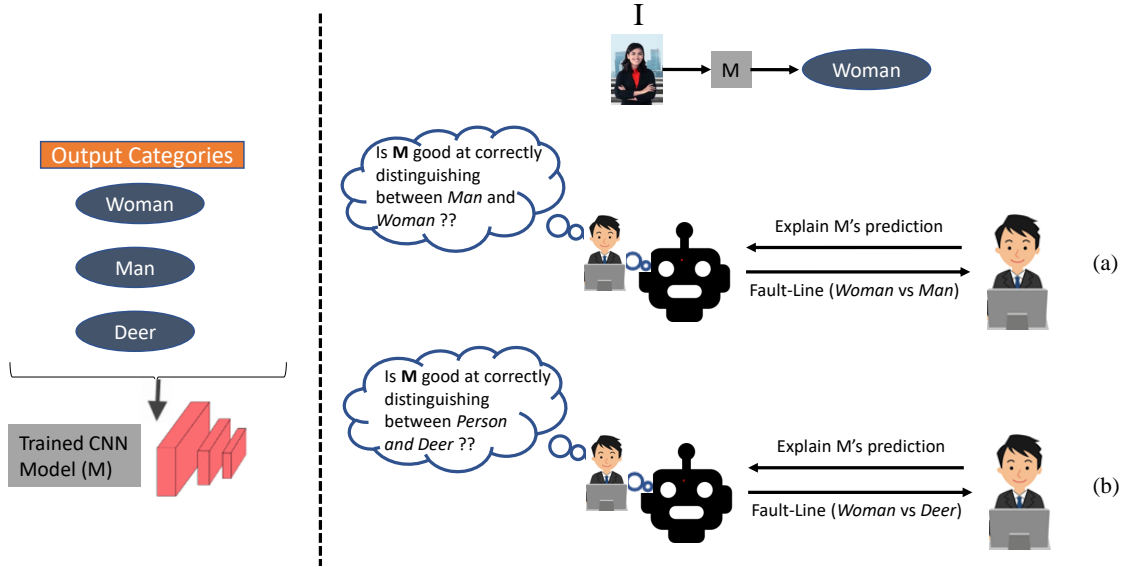 Output Categories
Woman
Man
Deer
Trained CNN
Model (M)
I
M
Woman
Is M good at correctly
distinguishing
between Man and
Woman ??
Explain M's prediction
Fault-Line (Woman vs Man)
(a)
Is M good at correctly
distinguishing
between Person
and Deer ??
Explain M's prediction
Fault-Line (Woman vs Deer)
(b)